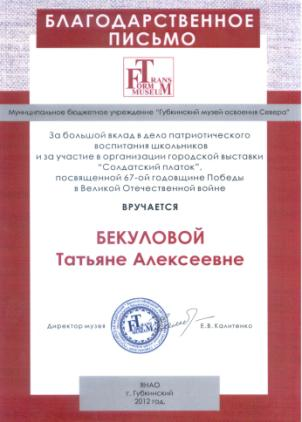 БЛАГОДАРСТВЕННОЕ
ПИСЬМО
TRANS
FORM
MUSEUM
Муниципальное бюджетное учреждение "Губкинский музей освоения Севера"
За большой вклад в дело патриотического
воспитания школьников
и за участие в организации городской выставки
"Солдатский платок",
посвященной 67-ой годовщине Победы
в Великой Отечественной войне
ВРУЧАЕТСЯ
БЕКУЛОВОЙ
Татьяне Алексеевне
Директор музея
Е.В. Калитенко
ЯНАО
г. Губкинский
2012 год.